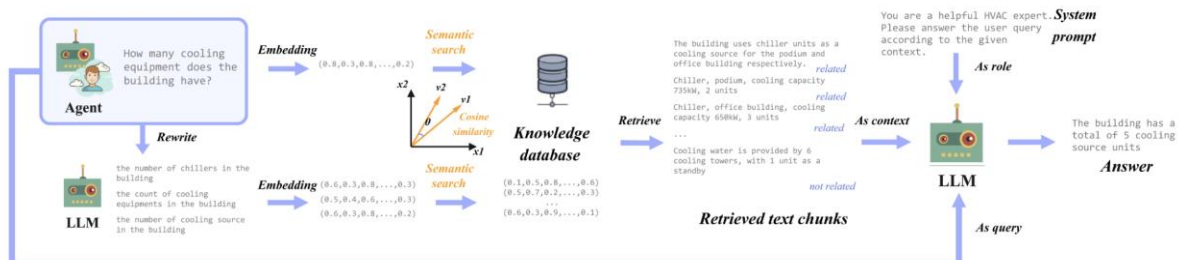 How many cooling
equipment does the
building have?
Agent
Rewrite
LLM
the number of chillers in the
building
the count of cooling
equipments in the building
the number of cooling source
in the building
Embedding
(0.8,0.3,0.8,...,0.2)
Semantic
search
x2
v2
v1
θ
Cosine
similarity
x1
Embedding
(0.6,0.3,0.8,...,0.3)
(0.5,0.4,0.6,...,0.3)
(0.6,0.3,0.8,...,0.2)
Semantic
search
Knowledge
database
(0.1,0.5,0.8,...,0.6)
(0.5,0.7,0.2,...,0.3)
...
(0.6,0.3,0.9,...,0.1)
Retrieve
The building uses chiller units as a
cooling source for the podium and
office building respectively.
related
Chiller, podium, cooling capacity
735kW, 2 units
related
Chiller, office building, cooling
capacity 650kW, 3 units
related
...
Cooling water is provided by 6
cooling towers, with 1 unit as a
standby
not related
Retrieved text chunks
As context
You are a helpful HVAC expert.
Please answer the user query
according to the given
context.
System
prompt
As role
LLM
As query
The building has a
total of 5 cooling
source units
Answer